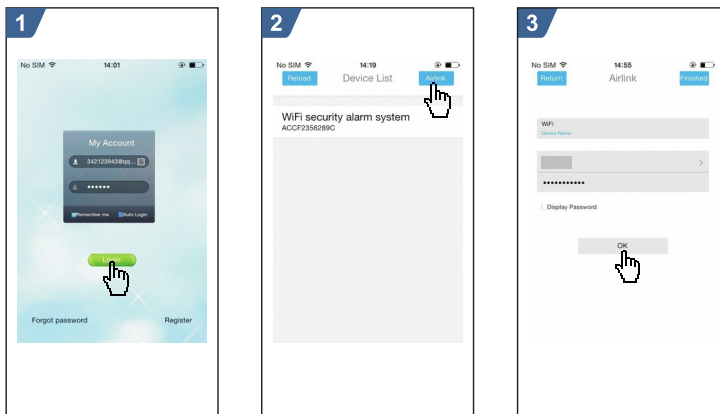 1
No SIM 14:01
My Account
342123943@qq...
••••••
Remember me Auto Login
Login
Forgot password Register
2
No SIM 14:19
Reload Device List Airlink
WiFi security alarm system
ACCF2356289C
3
No SIM 14:55
Return Airlink Finished
WiFi
Device Name
•••••••••••
Display Password
OK